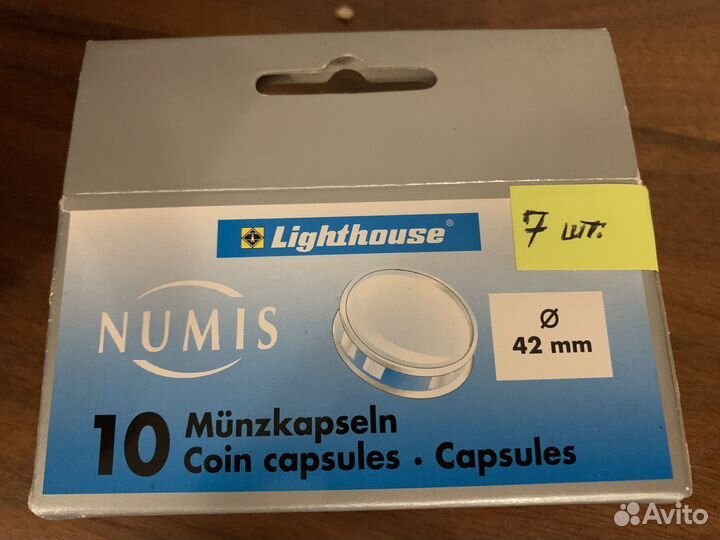 Lighthouse®
7 шт.
NUMIS
Ø
42 mm
10 Münzkapseln
Coin capsules . Capsules
Avito